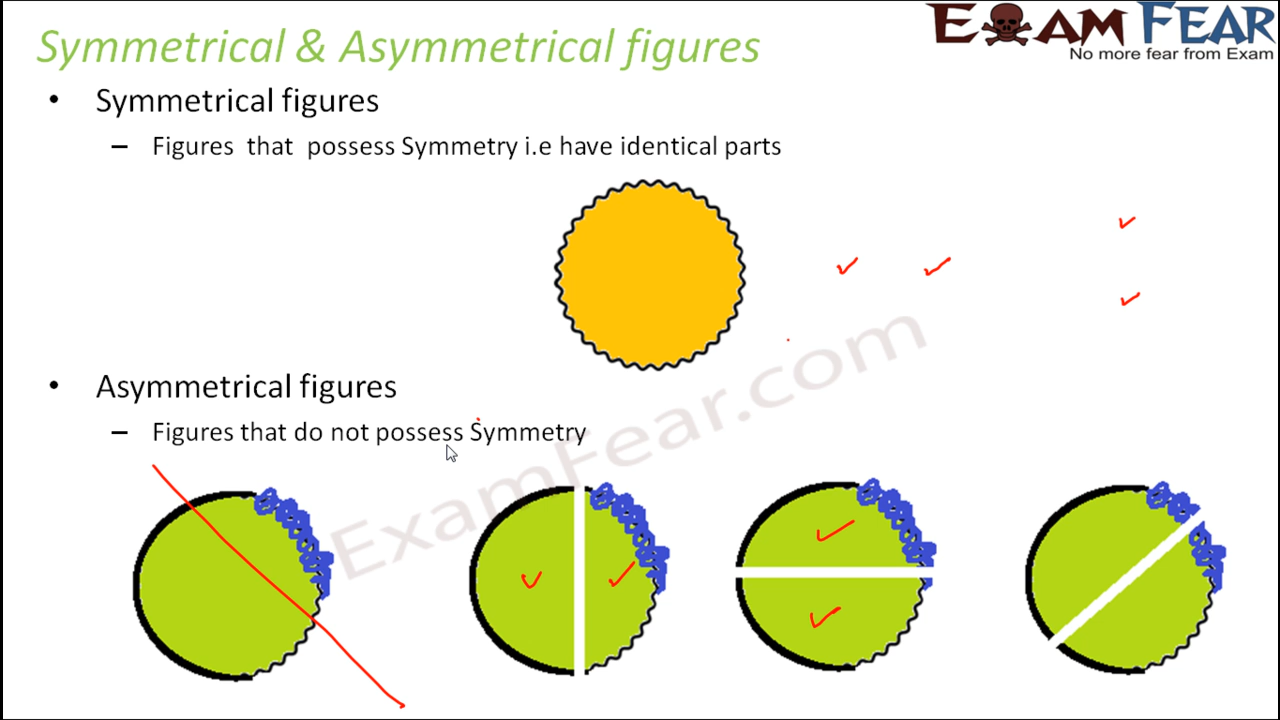 Symmetrical & Asymmetrical figures
EXAM FEAR
No more fear from Exam
• Symmetrical figures
– Figures that possess Symmetry i.e have identical parts
• Asymmetrical figures
– Figures that do not possess Symmetry
ExamFear.com